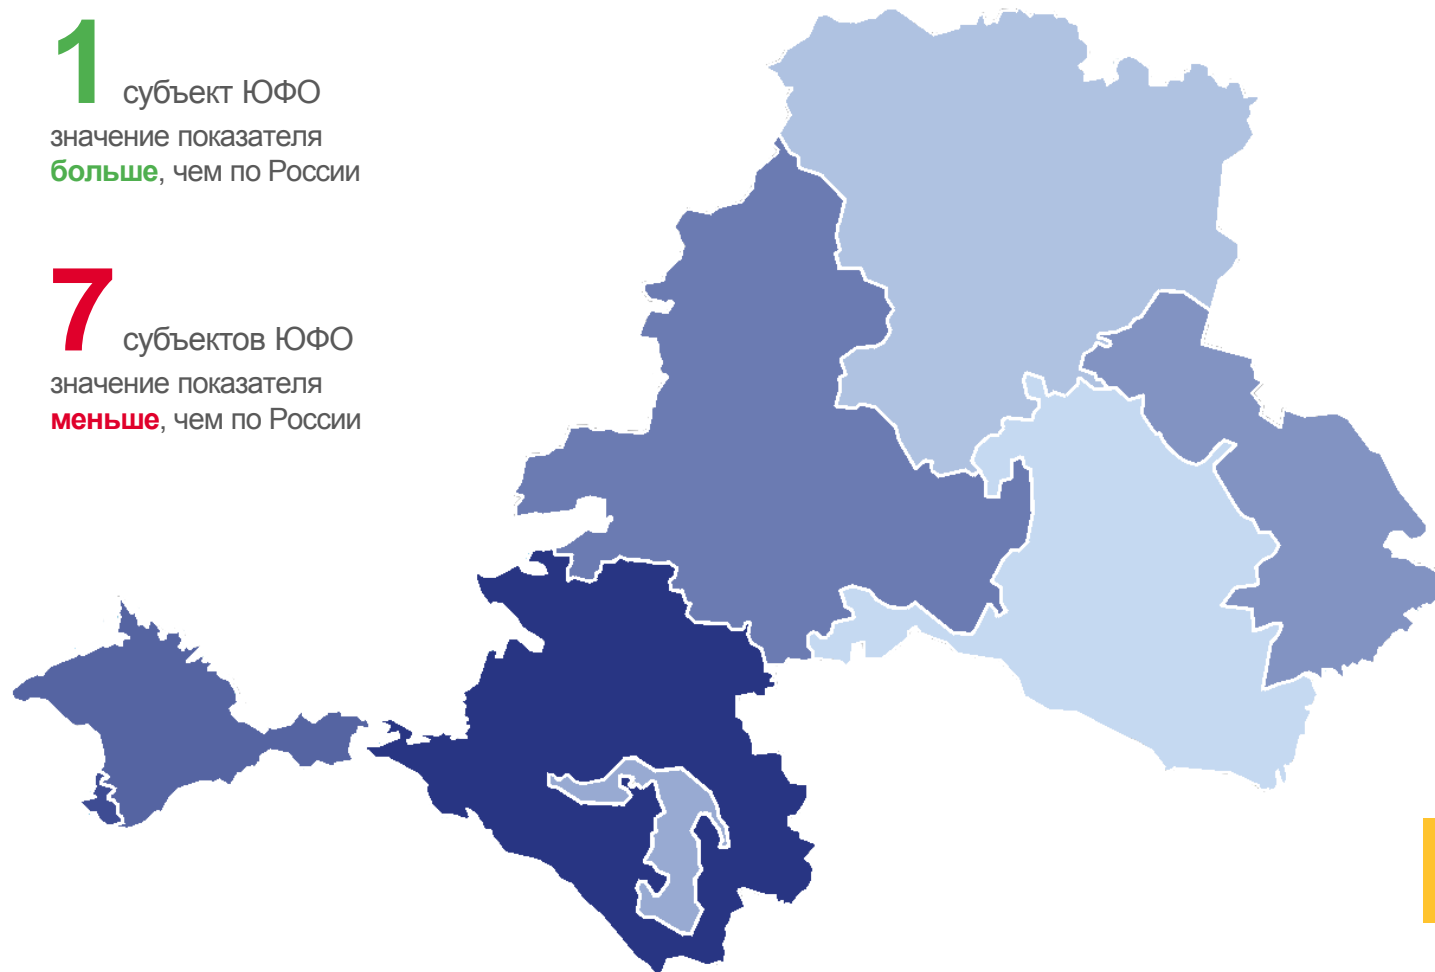 1 субъект ЮФО
значение показателя
больше, чем по России
7 субъектов ЮФО
значение показателя
меньше, чем по России